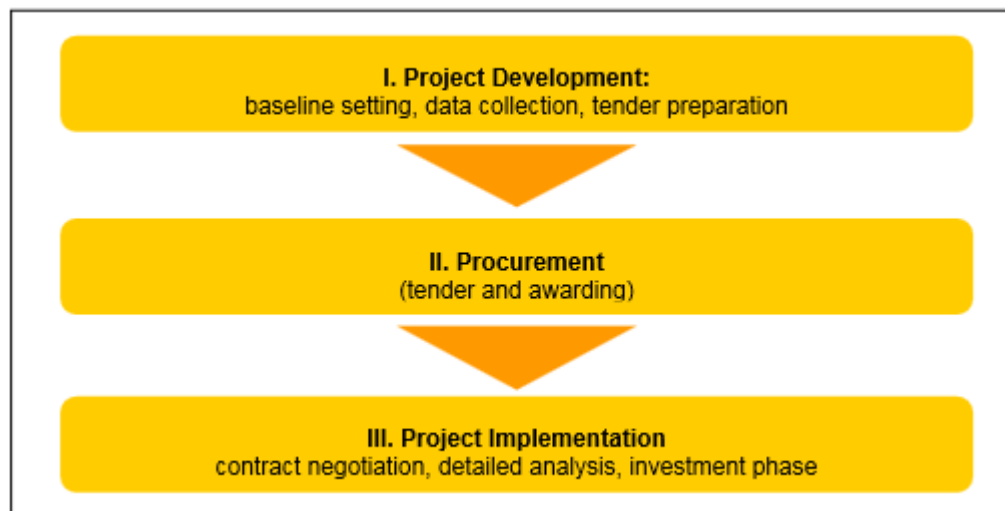 I. Project Development:
baseline setting, data collection, tender preparation
II. Procurement
(tender and awarding)
III. Project Implementation
contract negotiation, detailed analysis, investment phase